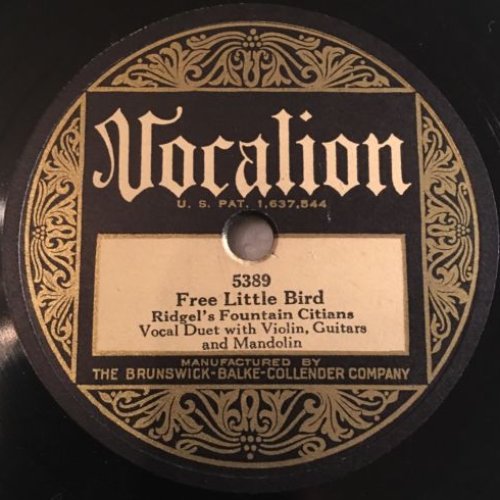 Vocalion
U. S. PAT. 1,637,544
5389
Free Little Bird
Ridgel's Fountain Citians
Vocal Duet with Violin, Guitars
and Mandolin
MANUFACTURED BY
THE BRUNSWICK-BALKE-COLLENDER COMPANY